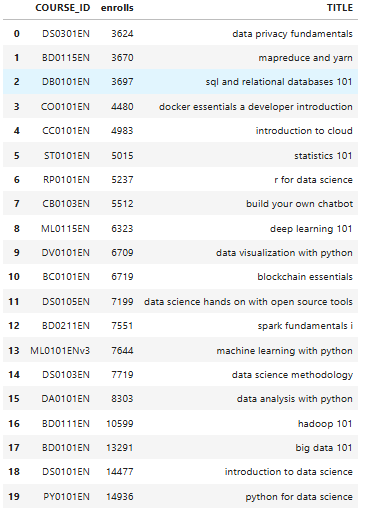 COURSE_ID enrolls TITLE
0 DS0301EN 3624 data privacy fundamentals
1 BD0115EN 3670 mapreduce and yarn
2 DB0101EN 3697 sql and relational databases 101
3 CO0101EN 4480 docker essentials a developer introduction
4 CC0101EN 4983 introduction to cloud
5 ST0101EN 5015 statistics 101
6 RP0101EN 5237 r for data science
7 CB0103EN 5512 build your own chatbot
8 ML0115EN 6323 deep learning 101
9 DV0101EN 6709 data visualization with python
10 BC0101EN 6719 blockchain essentials
11 DS0105EN 7199 data science hands on with open source tools
12 BD0211EN 7551 spark fundamentals i
13 ML0101ENv3 7644 machine learning with python
14 DS0103EN 7719 data science methodology
15 DA0101EN 8303 data analysis with python
16 BD0111EN 10599 hadoop 101
17 BD0101EN 13291 big data 101
18 DS0101EN 14477 introduction to data science
19 PY0101EN 14936 python for data science